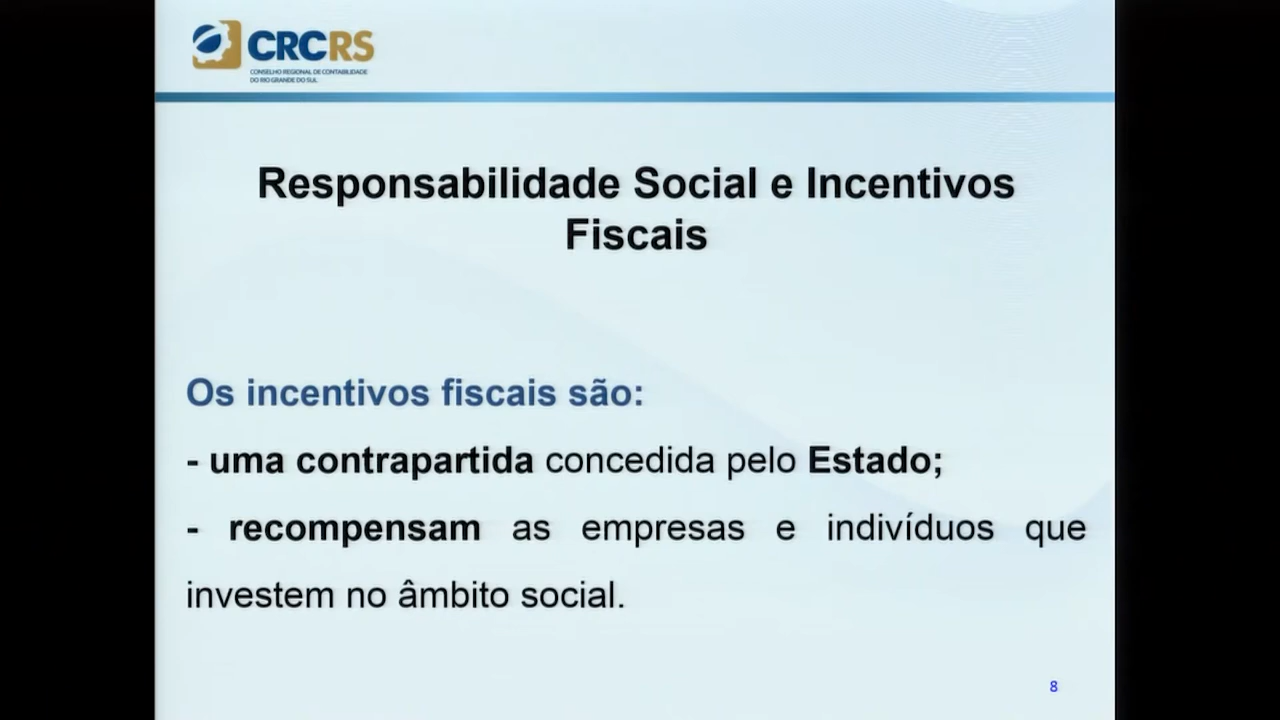 CRCRS
CONSELHO REGIONAL DE CONTABILIDADE
DO RIO GRANDE DO SUL
Responsabilidade Social e Incentivos
Fiscais
Os incentivos fiscais são:
- uma contrapartida concedida pelo Estado;
- recompensam as empresas e indivíduos que
investem no âmbito social.
8